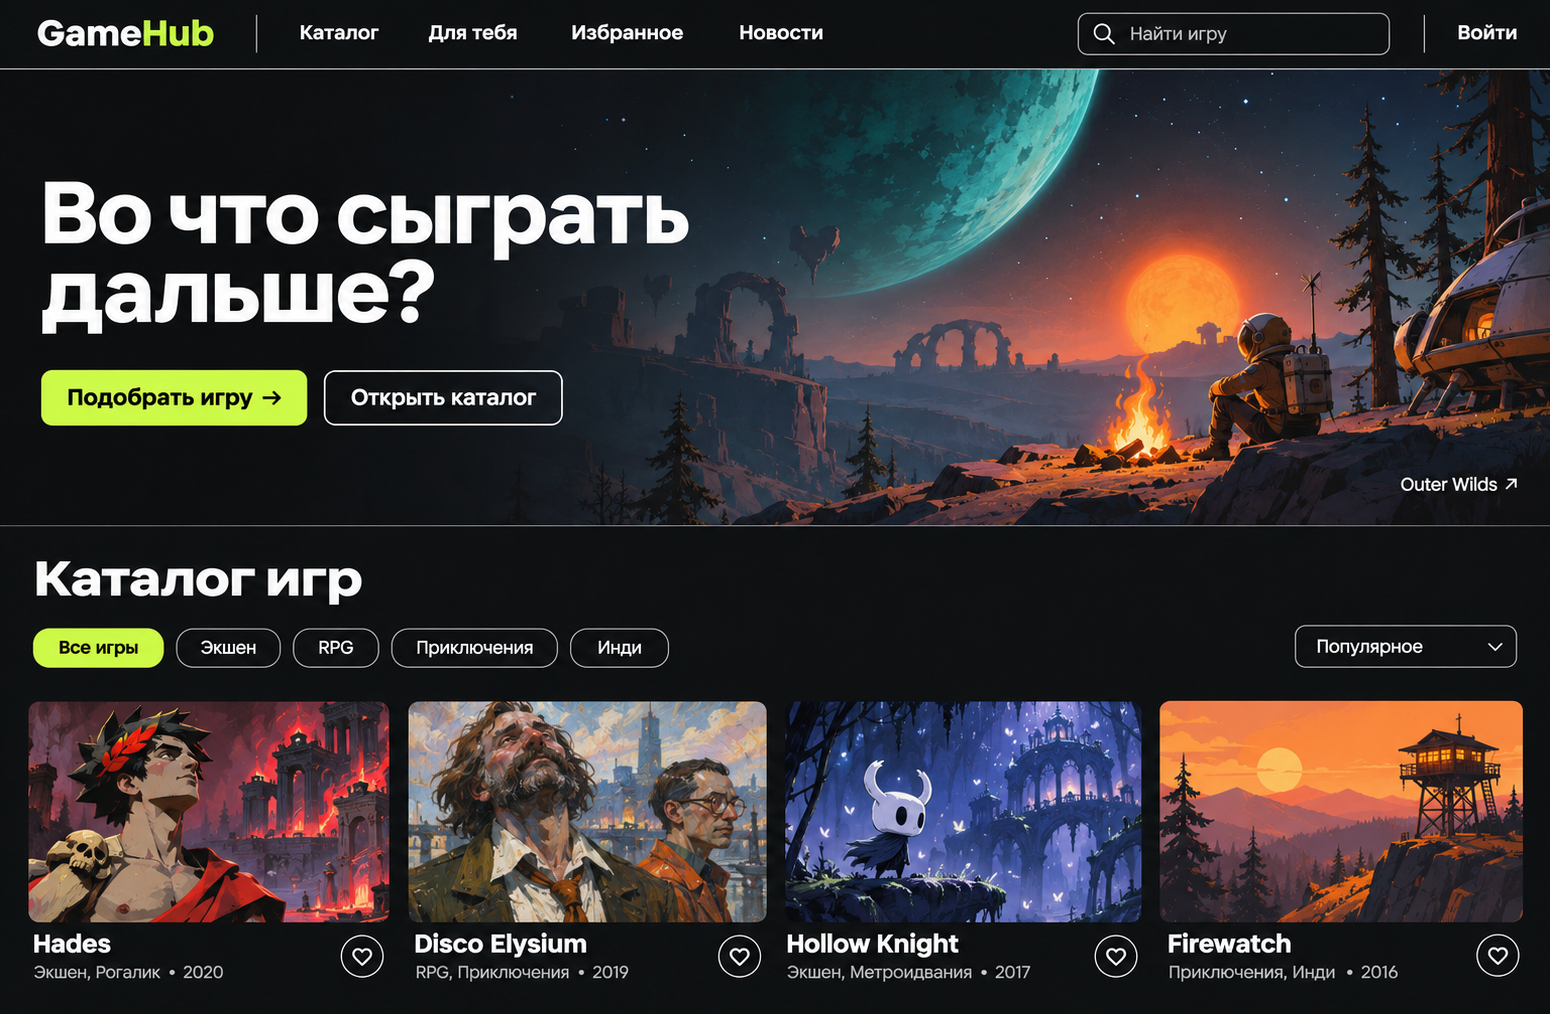 GameHub
Каталог
Для тебя
Избранное
Новости
Найти игру
Войти
Во что сыграть
дальше?
Подобрать игру →
Открыть каталог
Outer Wilds ↗
Каталог игр
Все игры
Экшен
RPG
Приключения
Инди
Популярное
Hades
Экшен, Рогалик • 2020
Disco Elysium
RPG, Приключения • 2019
Hollow Knight
Экшен, Метроидвания • 2017
Firewatch
Приключения, Инди • 2016